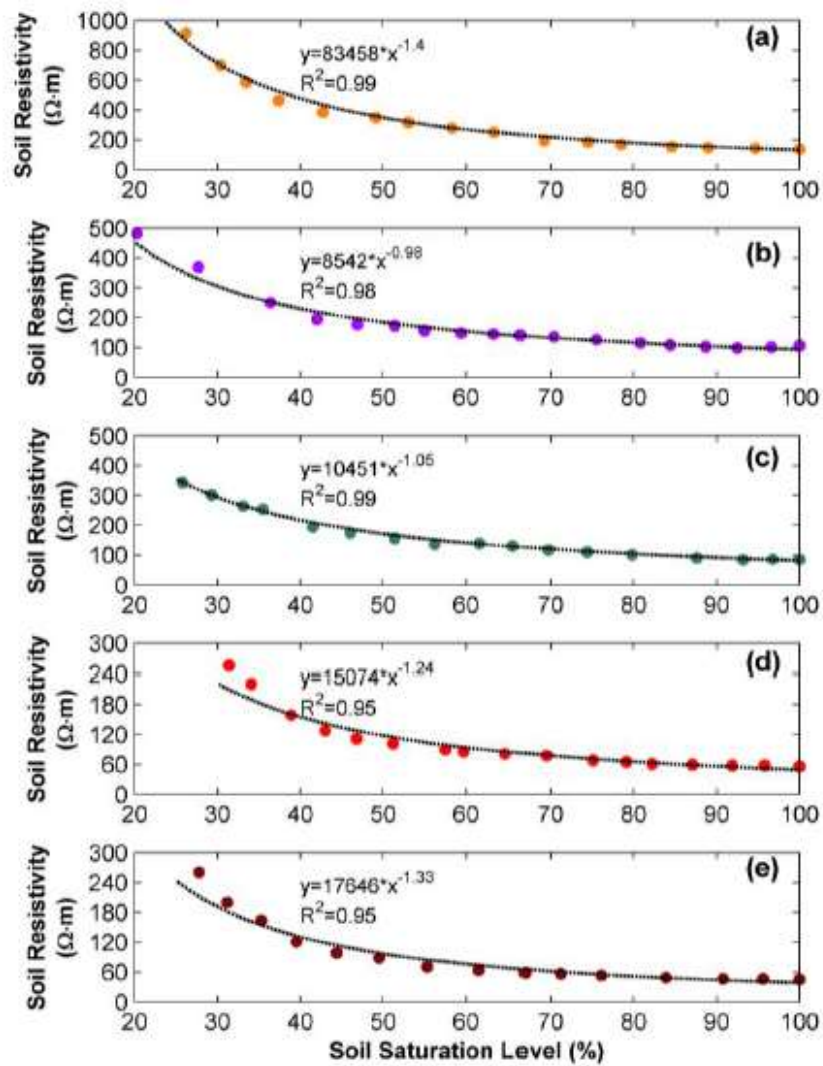 Soil Resistivity
(Ω·m)
1000
800
600
400
200
0
y=83458*x^-1.4
R²=0.99
(a)
20 30 40 50 60 70 80 90 100
Soil Resistivity
(Ω·m)
500
400
300
200
100
0
y=8542*x^-0.98
R²=0.98
(b)
20 30 40 50 60 70 80 90 100
Soil Resistivity
(Ω·m)
500
400
300
200
100
0
y=10451*x^-1.05
R²=0.99
(c)
20 30 40 50 60 70 80 90 100
Soil Resistivity
(Ω·m)
300
240
180
120
60
0
y=15074*x^-1.24
R²=0.95
(d)
20 30 40 50 60 70 80 90 100
Soil Resistivity
(Ω·m)
300
240
180
120
60
0
y=17646*x^-1.33
R²=0.95
(e)
20 30 40 50 60 70 80 90 100
Soil Saturation Level (%)